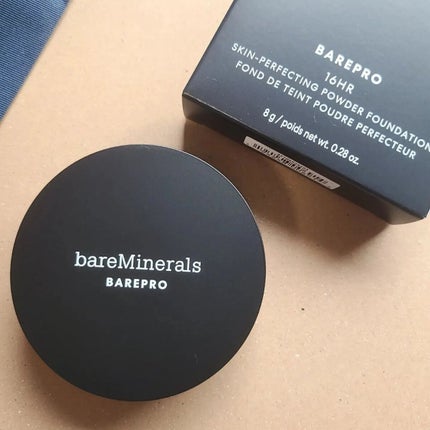 BAREPRO
16HR
SKIN-PERFECTING POWDER FOUNDATION
FOND DE TEINT POUDRE PERFECTEUR
8 g / poids net wt. 0.28 oz.
bareMinerals
BAREPRO